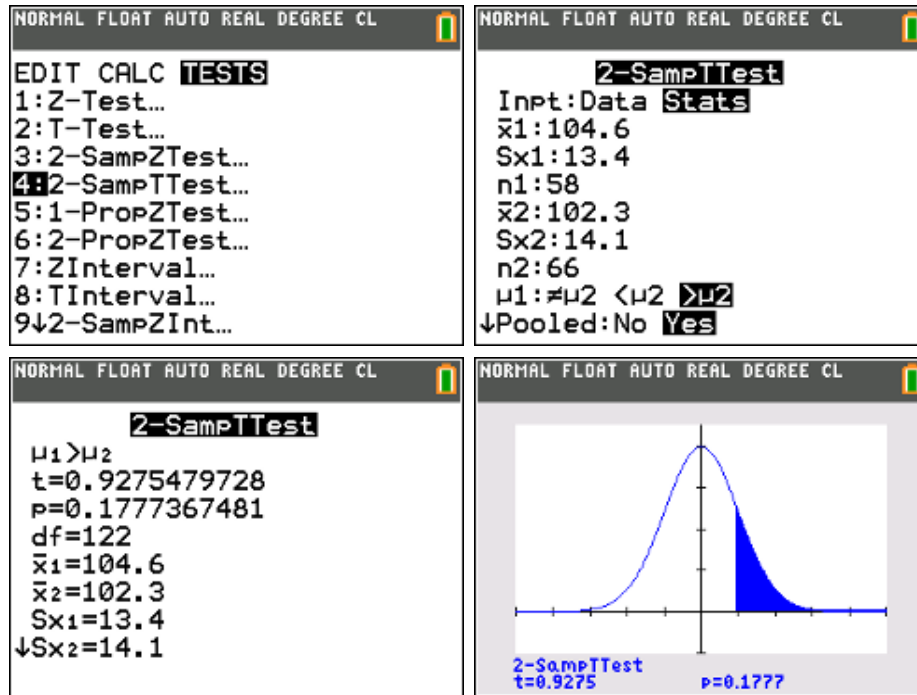 NORMAL FLOAT AUTO REAL DEGREE CL
EDIT CALC TESTS
1:Z-Test…
2:T-Test…
3:2-SampZTest…
4:2-SampTTest…
5:1-PropZTest…
6:2-PropZTest…
7:ZInterval…
8:TInterval…
9↓2-SampZInt…
NORMAL FLOAT AUTO REAL DEGREE CL
2-SampTTest
Inpt:Data Stats
x̄1:104.6
Sx1:13.4
n1:58
x̄2:102.3
Sx2:14.1
n2:66
μ1:≠μ2 <μ2 >μ2
↓Pooled:No Yes
NORMAL FLOAT AUTO REAL DEGREE CL
2-SampTTest
μ₁>μ₂
t=0.9275479728
p=0.1777367481
df=122
x̄₁=104.6
x̄₂=102.3
Sx₁=13.4
↓Sx₂=14.1
NORMAL FLOAT AUTO REAL DEGREE CL
2-SampTTest
t=0.9275 p=0.1777